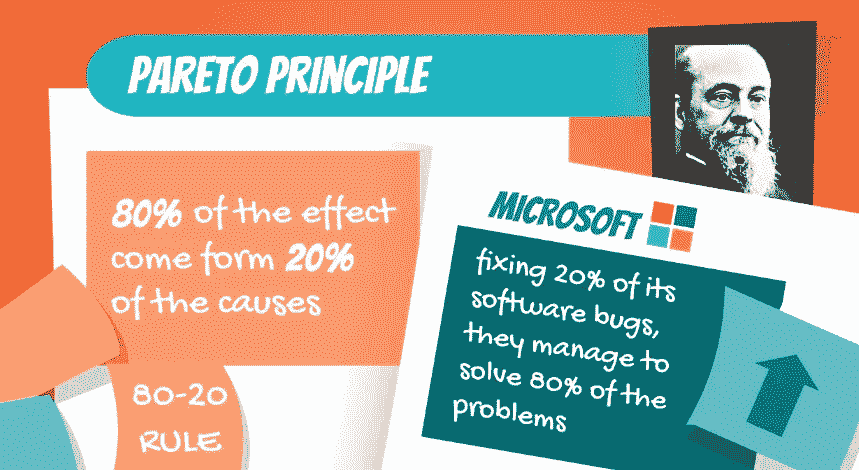 PARETO PRINCIPLE
80% of the effect
come form 20%
of the causes
80-20
RULE
MICROSOFT
fixing 20% of its
software bugs,
they manage to
solve 80% of the
problems